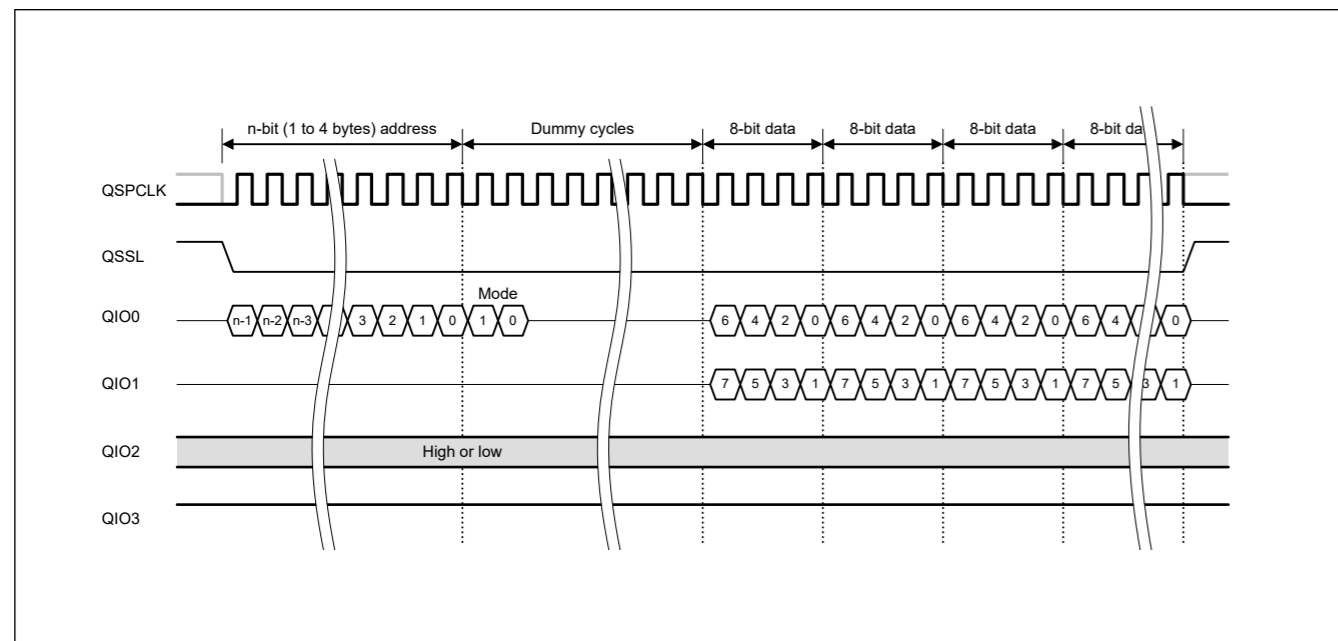 n-bit (1 to 4 bytes) address Dummy cycles 8-bit data 8-bit data 8-bit data 8-bit da
QSPCLK
QSSL
Mode
QIO0 n-1 n-2 n-3 3 2 1 0 1 0 6 4 2 0 6 4 2 0 6 4 2 0 6 4 0
QIO1 7 5 3 1 7 5 3 1 7 5 3 1 7 5 3 1
QIO2 High or low
QIO3